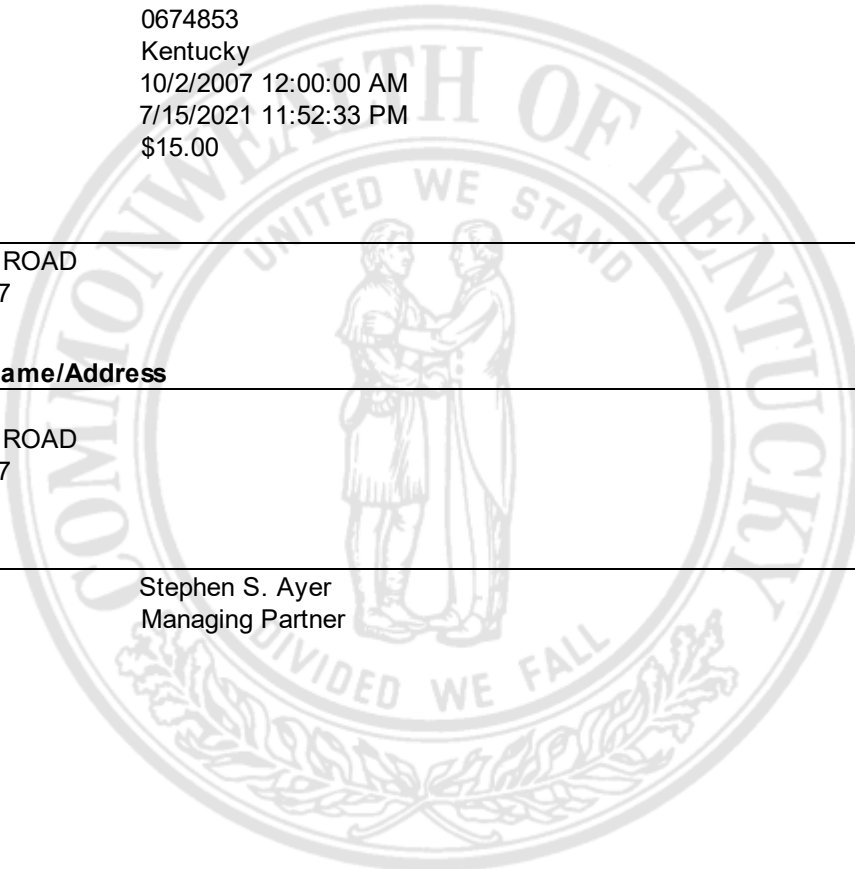 0674853
Kentucky
10/2/2007 12:00:00 AM
7/15/2021 11:52:33 PM
$15.00
ROAD
7
ame/Address
ROAD
7
Stephen S. Ayer
Managing Partner
COMMONWEALTH OF KENTUCKY
UNITED WE STAND
DIVIDED WE FALL